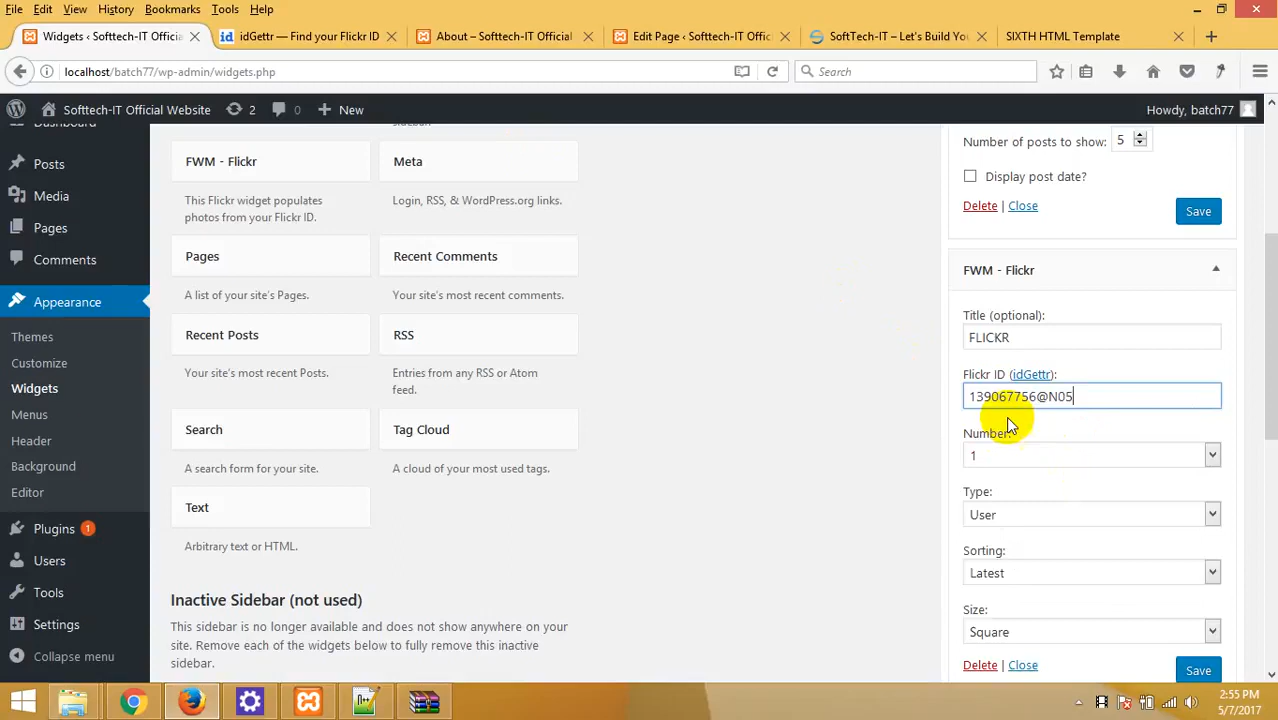 File Edit View History Bookmarks Tools Help
Widgets ‹ Softtech-IT Officia
idGettr — Find your Flickr ID
About – Softtech-IT Official
Edit Page ‹ Softtech-IT Offic
SoftTech-IT – Let's Build Yo
SIXTH HTML Template
localhost/batch77/wp-admin/widgets.php
Search
Softtech-IT Official Website 2 0 New
Howdy, batch77
Dashboard
Posts
Media
Pages
Comments
Appearance
Themes
Customize
Widgets
Menus
Header
Background
Editor
Plugins 1
Users
Tools
Settings
Collapse menu
sidebar.
FWM - Flickr
This Flickr widget populates
photos from your Flickr ID.
Meta
Login, RSS, & WordPress.org links.
Pages
A list of your site's Pages.
Recent Comments
Your site's most recent comments.
Recent Posts
Your site's most recent Posts.
RSS
Entries from any RSS or Atom
feed.
Search
A search form for your site.
Tag Cloud
A cloud of your most used tags.
Text
Arbitrary text or HTML.
Inactive Sidebar (not used)
This sidebar is no longer available and does not show anywhere on your
site. Remove each of the widgets below to fully remove this inactive
sidebar.
Number of posts to show: 5
Display post date?
Delete | Close
Save
FWM - Flickr
Title (optional):
FLICKR
Flickr ID (idGettr):
139067756@N05
Number:
1
Type:
User
Sorting:
Latest
Size:
Square
Delete | Close
Save
2:55 PM
5/7/2017